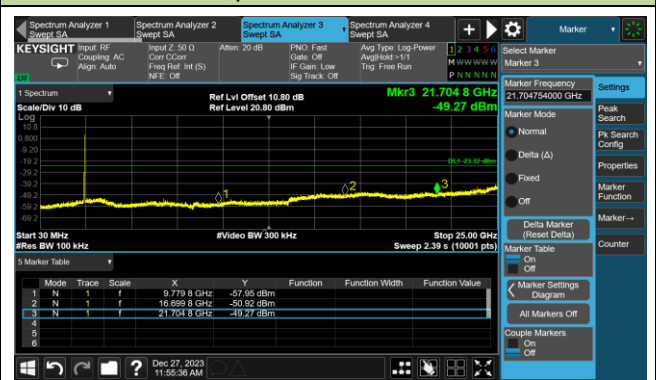 Spectrum Analyzer 1 Swept SA
Spectrum Analyzer 2 Swept SA
Spectrum Analyzer 3 Swept SA
Spectrum Analyzer 4 Swept SA
Marker
KEYSIGHT
Input: RF
Coupling: AC
Align: Auto
Input Z: 50 Ω
Corr CCorr
Freq Ref: Int (S)
NFE: Off
Atten: 20 dB
PNO: Fast
Gate: Off
IF Gain: Low
Sig Track: Off
Avg Type: Log-Power
Avg|Hold:>1/1
Trig: Free Run
1 2 3 4 5 6
M W W W W W
P N N N N N
Select Marker
Marker 3
1 Spectrum
Scale/Div 10 dB
Ref Lvl Offset 10.80 dB
Ref Level 20.80 dBm
Mkr3 21.704 8 GHz
-49.27 dBm
Log
10.8
0.800
-9.20
-19.2
-29.2
-39.2
-49.2
-59.2
-69.2
DL1 -23.32 dBm
1
2
3
Start 30 MHz
#Res BW 100 kHz
#Video BW 300 kHz
Stop 25.00 GHz
Sweep 2.39 s (10001 pts)
5 Marker Table
Mode Trace Scale X Y Function Function Width Function Value
1 N 1 f 9.779 8 GHz -57.95 dBm
2 N 1 f 16.699 8 GHz -50.92 dBm
3 N 1 f 21.704 8 GHz -49.27 dBm
4
5
6
Marker Frequency
21.704754000 GHz
Marker Mode
Normal
Delta (Δ)
Fixed
Off
Delta Marker
(Reset Delta)
Marker Table
On
Off
Marker Settings
Diagram
All Markers Off
Couple Markers
On
Off
Settings
Peak
Search
Pk Search
Config
Properties
Marker
Function
Marker→
Counter
?
Dec 27, 2023
11:55:36 AM